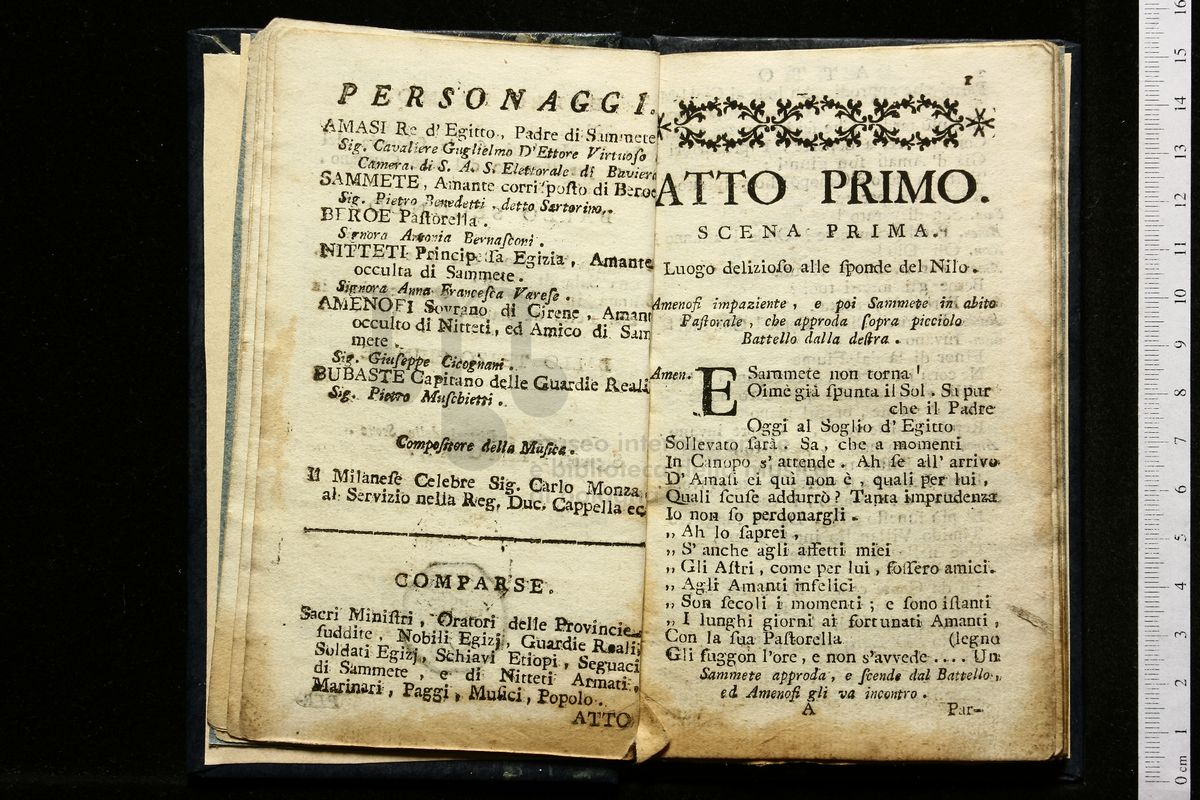 PERSONAGGI.
AMASI Re d' Egitto, Padre di Sammete
Sig. Cavaliere Guglielmo D'Ettore Virtuoso
Camera di S. A. S. Elettorale di Baviera
SAMMETE, Amante corrisposto di Beroe
Sig. Pietro Benedetti, detto Sartorino.
BEROE Pastorella.
Signora Antonia Bernasconi.
NITTETI Principessa Egizia, Amante
occulta di Sammete.
Signora Anna Francesca Varese.
AMENOFI Sovrano di Cirene, Amant
occulto di Nitteti, ed Amico di Sam
mete.
Sig. Giuseppe Cicognani.
BUBASTE Capitano delle Guardie Reali
Sig. Pietro Muschietti.
Compositore della Musica.
Il Milanese Celebre Sig. Carlo Monza
al Servizio nella Reg. Duc. Cappella ec
COMPARSE.
Sacri Ministri, Oratori delle Provincie
suddite, Nobili Egizj, Guardie Reali,
Soldati Egizj, Schiavi Etiopi, Seguaci
di Sammete, e di Nitteti Armati,
Marinari, Paggi, Musici, Popolo.
ATTO
1
ATTO PRIMO.
SCENA PRIMA.
Luogo delizioso alle sponde del Nilo.
Amenofi impaziente, e poi Sammete in abito
Pastorale, che approda sopra picciolo
Battello dalla destra.
Amen. E Sammete non torna!
Oimè già spunta il Sol. Sa pur
che il Padre
Oggi al Soglio d' Egitto
Sollevato sarà. Sa, che a momenti
In Canopo s' attende. Ah se all' arrivo
D' Amasi ei qui non è, quali per lui,
Quali scuse addurrò? Tanta imprudenza
Io non so perdonargli.
„ Ah lo saprei,
„ S' anche agli affetti miei
„ Gli Astri, come per lui, fossero amici.
„ Agli Amanti infelici
„ Son secoli i momenti; e sono istanti
„ I lunghi giorni ai fortunati Amanti,
Con la sua Pastorella (legno
Gli fuggon l'ore, e non s'avvede .... Un
Sammete approda, e scende dal Battello,
ed Amenofi gli va incontro.
A Par-